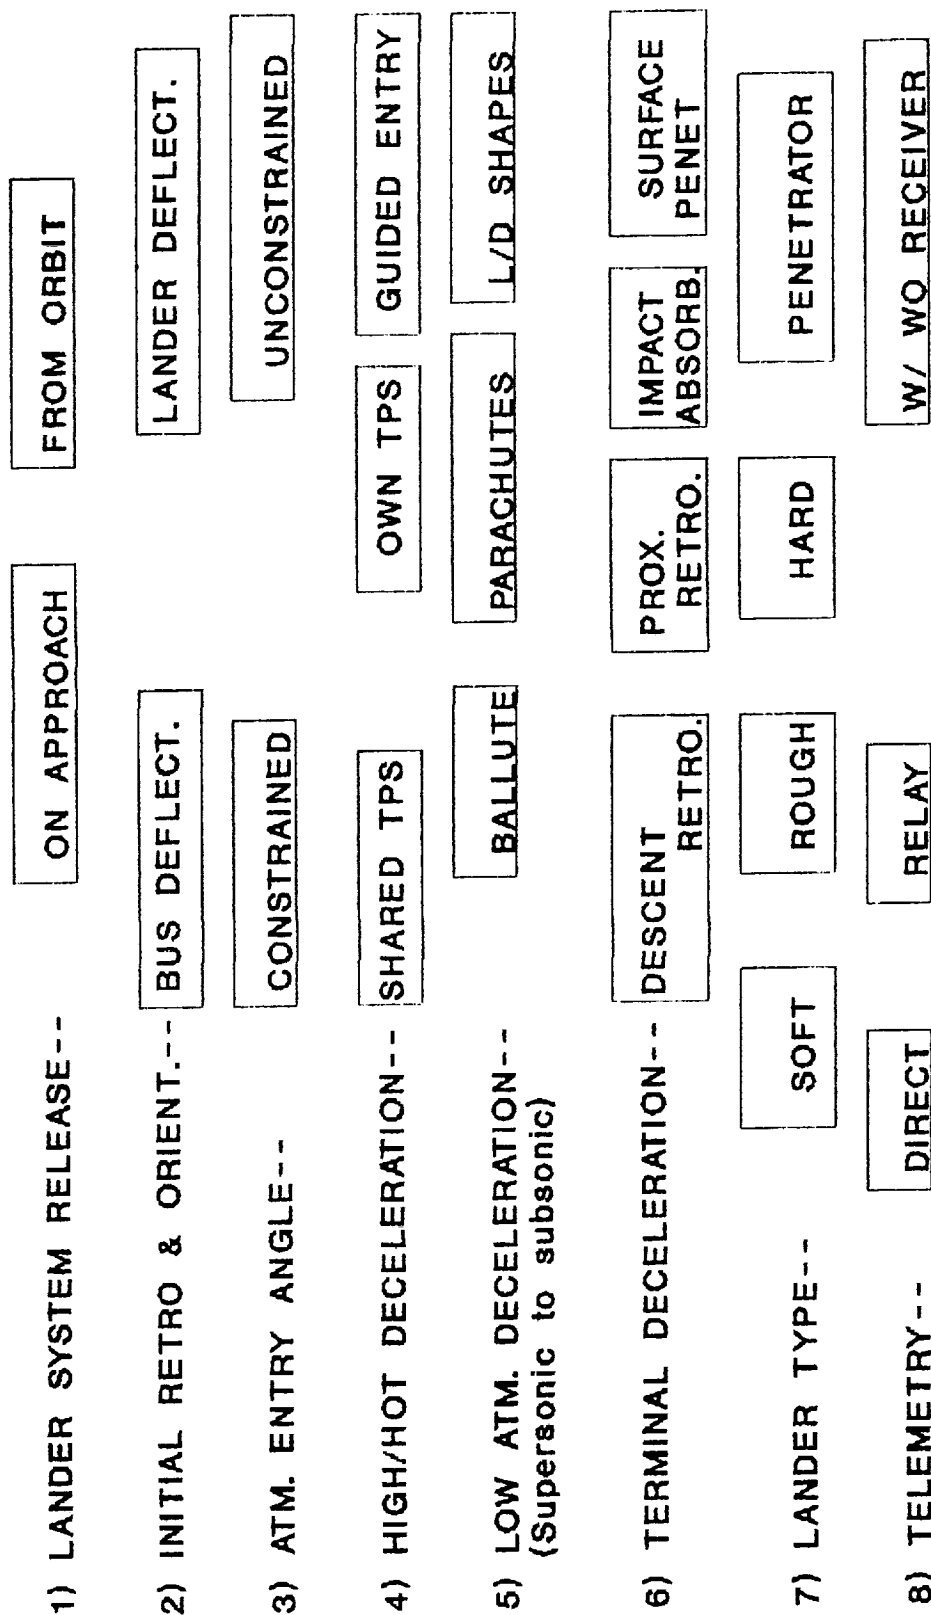 1) LANDER SYSTEM RELEASE-- ON APPROACH FROM ORBIT
2) INITIAL RETRO & ORIENT.-- BUS DEFLECT. LANDER DEFLECT.
3) ATM. ENTRY ANGLE-- CONSTRAINED UNCONSTRAINED
4) HIGH/HOT DECELERATION-- SHARED TPS OWN TPS GUIDED ENTRY
5) LOW ATM. DECELERATION-- BALLUTE PARACHUTES L/D SHAPES
(Supersonic to subsonic)
6) TERMINAL DECELERATION-- DESCENT RETRO. PROX. RETRO. IMPACT ABSORB. SURFACE PENET
7) LANDER TYPE-- SOFT ROUGH HARD PENETRATOR
8) TELEMETRY-- DIRECT RELAY W/ WO RECEIVER